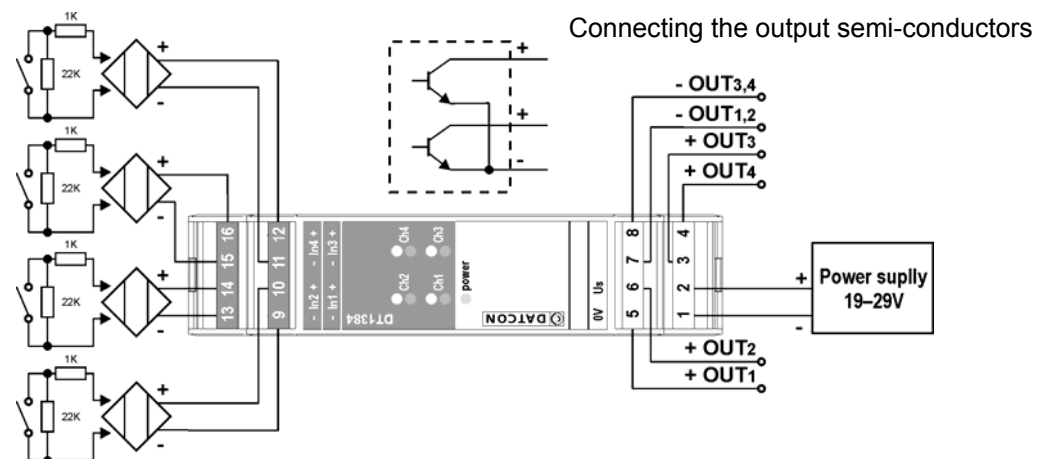 Connecting the output semi-conductors
1K
22K
+
-
1K
22K
+
-
1K
22K
+
-
1K
22K
+
-
+
+
-
- OUT3,4
- OUT1,2
+ OUT3
+ OUT4
16
15
14
13
12
11
10
9
- In2 + - In4 +
- In1 + - In3 +
Ch4
Ch3
Ch2
Ch1
power
DT1384
DATCON
0V Us
8
7
6
5
4
3
2
1
+
-
Power suplly
19–29V
+ OUT2
+ OUT1